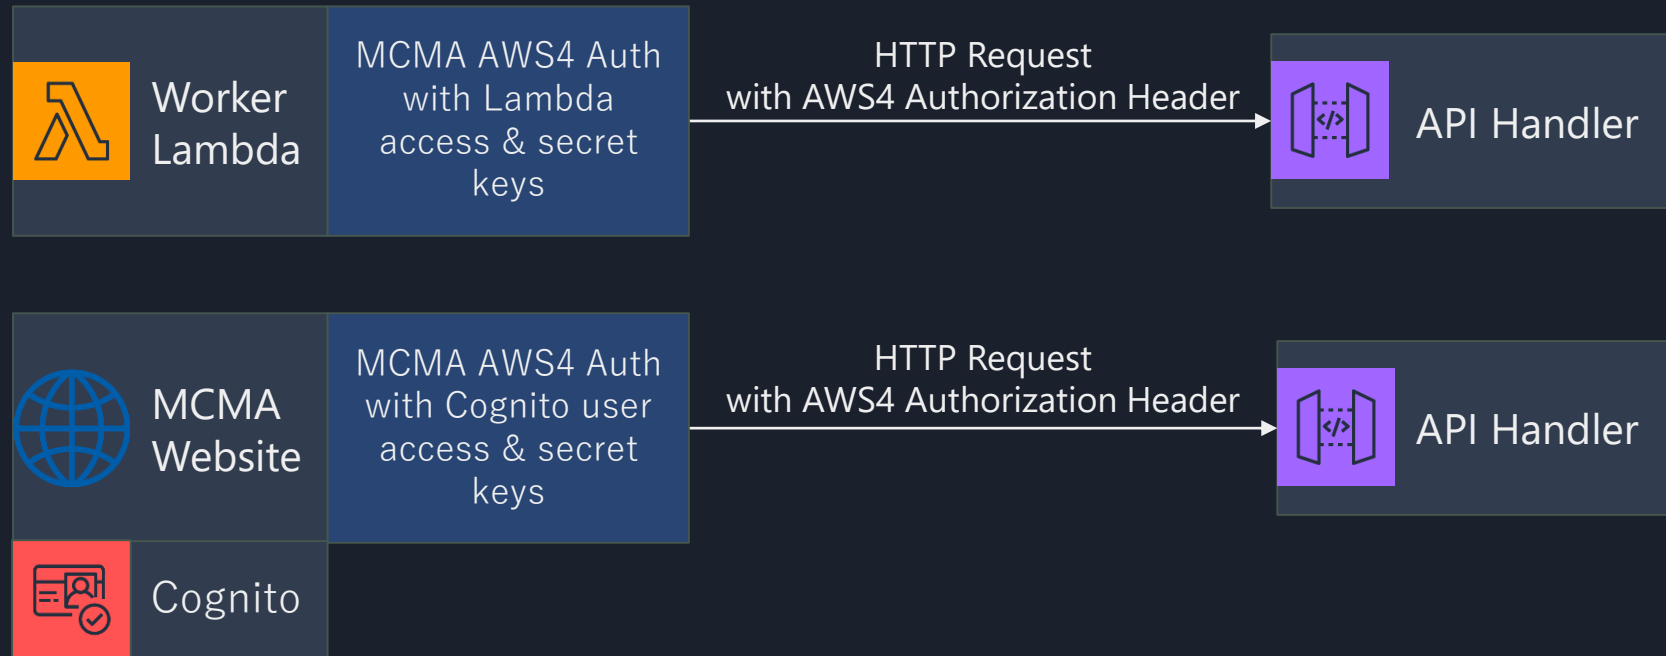 Worker
Lambda
MCMA AWS4 Auth
with Lambda
access & secret
keys
HTTP Request
with AWS4 Authorization Header
</>
API Handler
MCMA
Website
MCMA AWS4 Auth
with Cognito user
access & secret
keys
HTTP Request
with AWS4 Authorization Header
</>
API Handler
Cognito